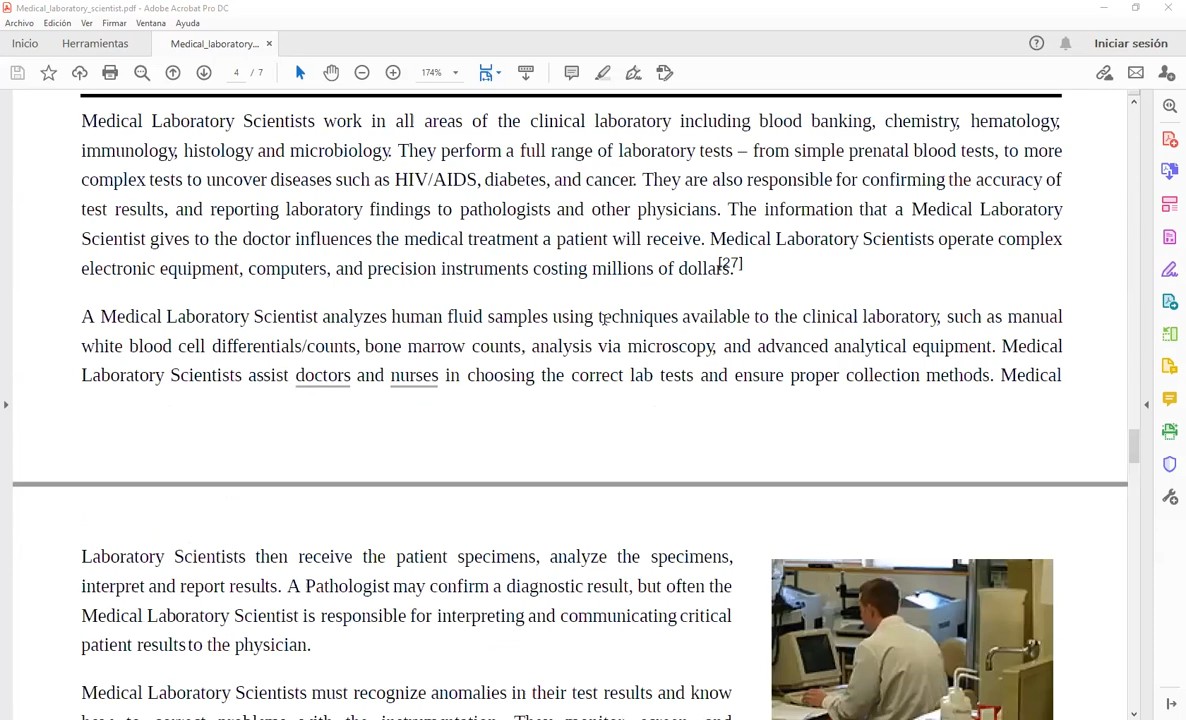 Medical_laboratory_scientist.pdf - Adobe Acrobat Pro DC
Archivo Edición Ver Firmar Ventana Ayuda
Inicio Herramientas Medical_laboratory... × Iniciar sesión
4 / 7 174%
Medical Laboratory Scientists work in all areas of the clinical laboratory including blood banking, chemistry, hematology,
immunology, histology and microbiology. They perform a full range of laboratory tests – from simple prenatal blood tests, to more
complex tests to uncover diseases such as HIV/AIDS, diabetes, and cancer. They are also responsible for confirming the accuracy of
test results, and reporting laboratory findings to pathologists and other physicians. The information that a Medical Laboratory
Scientist gives to the doctor influences the medical treatment a patient will receive. Medical Laboratory Scientists operate complex
electronic equipment, computers, and precision instruments costing millions of dollars.[27]
A Medical Laboratory Scientist analyzes human fluid samples using techniques available to the clinical laboratory, such as manual
white blood cell differentials/counts, bone marrow counts, analysis via microscopy, and advanced analytical equipment. Medical
Laboratory Scientists assist doctors and nurses in choosing the correct lab tests and ensure proper collection methods. Medical
Laboratory Scientists then receive the patient specimens, analyze the specimens,
interpret and report results. A Pathologist may confirm a diagnostic result, but often the
Medical Laboratory Scientist is responsible for interpreting and communicating critical
patient results to the physician.
Medical Laboratory Scientists must recognize anomalies in their test results and know
how to correct problems with the instrumentation. They monitor, screen, and